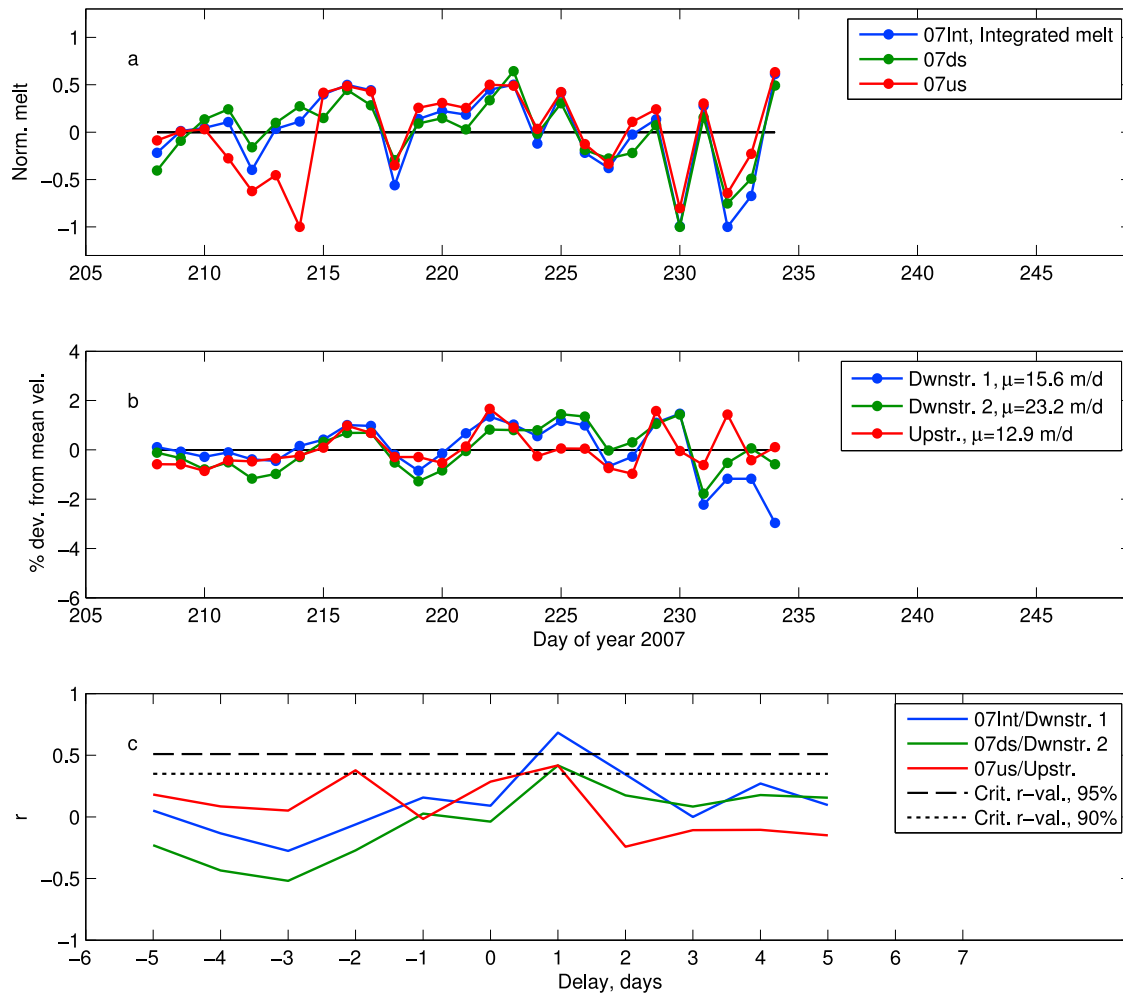 a
07Int, Integrated melt
07ds
07us
Norm. melt
1
0.5
0
−0.5
−1
205 210 215 220 225 230 235 240 245
b
Dwnstr. 1, μ=15.6 m/d
Dwnstr. 2, μ=23.2 m/d
Upstr., μ=12.9 m/d
% dev. from mean vel.
4
2
0
−2
−4
−6
205 210 215 220 225 230 235 240 245
Day of year 2007
c
07Int/Dwnstr. 1
07ds/Dwnstr. 2
07us/Upstr.
Crit. r−val., 95%
Crit. r−val., 90%
r
1
0.5
0
−0.5
−1
−6 −5 −4 −3 −2 −1 0 1 2 3 4 5 6 7
Delay, days